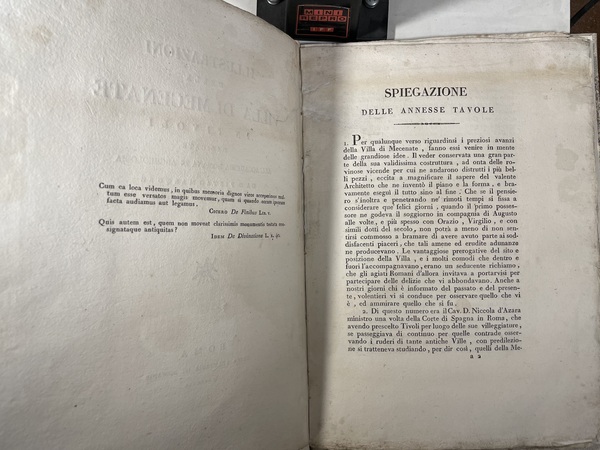 MINI
REPRO
Cum ea loca videmus, in quibus memoria dignos viros acceperimus mul-
tum esse versatos magis movemur, quam si quando eorum ipsorum
facta audiamus aut legamus.
CICERO De Finibus LIB. V.
Quis autem est, quem non moveat clarissimis monumentis testata con-
signataque antiquitas?
IDEM De Divinatione L. 1. 40.
SPIEGAZIONE
DELLE ANNESSE TAVOLE
1. Per qualunque verso riguardinsi i preziosi avanzi
della Villa di Mecenate, fanno essi venire in mente
delle grandiose idee. Il veder conservata una gran par-
te della sua validissima costruttura, ad onta delle ro-
vinose vicende per cui ne andarono distrutti i più bel-
li pezzi, eccita a magnificare il sapere del valente
Architetto che ne inventò il piano e la forma, e bra-
vamente eseguì il tutto sino al fine. Che se il pensie-
ro s'inoltra e penetrando ne' rimoti tempi si fissa a
considerare que' felici giorni, quando il primo posses-
sore ne godeva il soggiorno in compagnia di Augusto
alle volte, e più spesso con Orazio, Virgilio, e con
simili dotti del secolo, non potrà a meno di non sen-
tirsi commosso a bramare di avere avuto parte ai sod-
disfacenti piaceri, che tali amene ed erudite adunanze
ne producevano. Le vantaggiose prerogative del sito e
posizione della Villa, e i molti comodi che dentro e
fuori l'accompagnavano, erano un seducente richiamo,
che gli agiati Romani d'allora invitava a portarvisi per
partecipare delle delizie che vi abbondavano. Anche a
nostri giorni chi è informato del passato e del presen-
te, volentieri vi si conduce per osservare quello che vi
è, ed ammirare quello che si fu.
2. Di questo numero era il Cav. D. Niccola d'Azara
ministro una volta della Corte di Spagna in Roma, che
avendo prescelto Tivoli per luogo delle sue villeggiature,
se passeggiava di continuo per quelle contrade osser-
vando i ruderi di tante antiche Ville, con predilezio-
ne si tratteneva studiando, per dir così, quelli della Me-
a 2